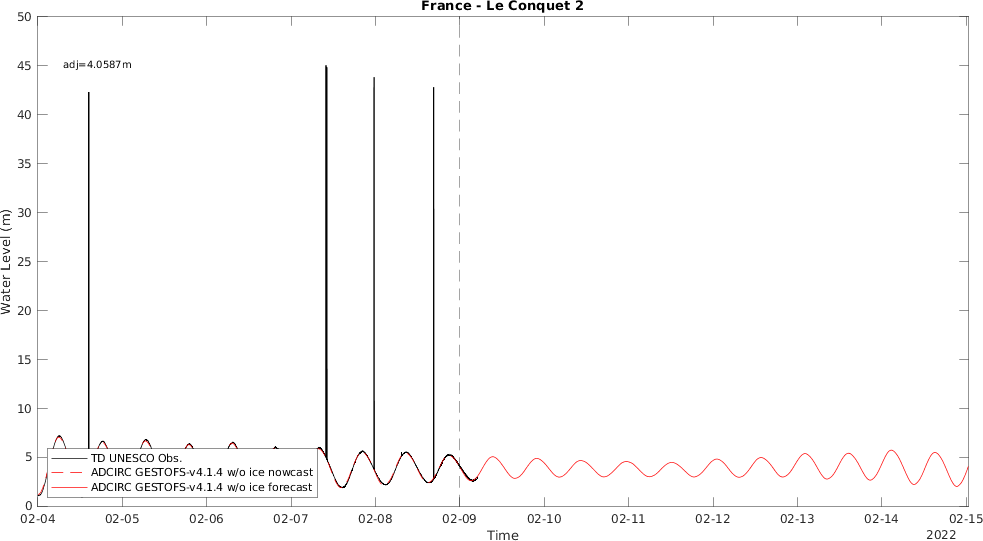 France - Le Conquet 2
adj=4.0587m
Water Level (m)
50
45
40
35
30
25
20
15
10
5
0
TD UNESCO Obs.
ADCIRC GESTOFS-v4.1.4 w/o ice nowcast
ADCIRC GESTOFS-v4.1.4 w/o ice forecast
02-04 02-05 02-06 02-07 02-08 02-09 02-10 02-11 02-12 02-13 02-14 02-15
Time
2022